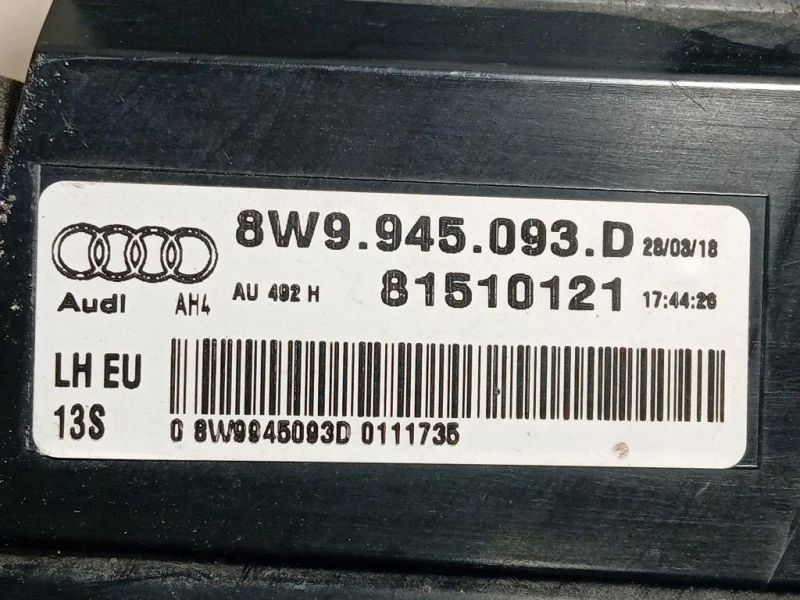 8W9.945.093.D 28/03/18
Audi AH4 AU 492 H 81510121 17:44:26
LH EU
13S
0 8W9945093D 0111735